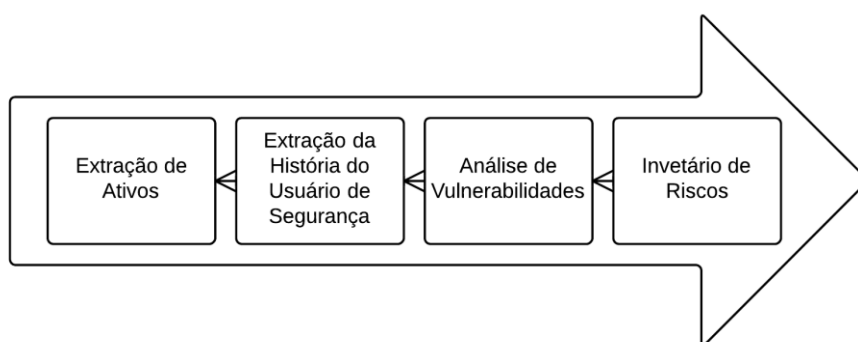 Extração de
Ativos
Extração da
História do
Usuário de
Segurança
Análise de
Vulnerabilidades
Invetário de
Riscos